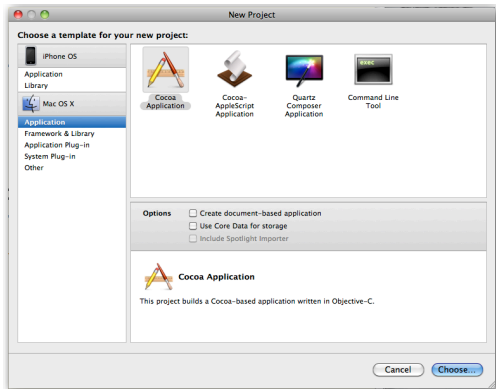 New Project
Choose a template for your new project:
iPhone OS
Application
Library
Mac OS X
Application
Framework & Library
Application Plug-in
System Plug-in
Other
Cocoa
Application
Cocoa-
AppleScript
Application
Quartz
Composer
Application
exec
Command Line
Tool
Options
Create document-based application
Use Core Data for storage
Include Spotlight Importer
Cocoa Application
This project builds a Cocoa-based application written in Objective-C.
Cancel
Choose...